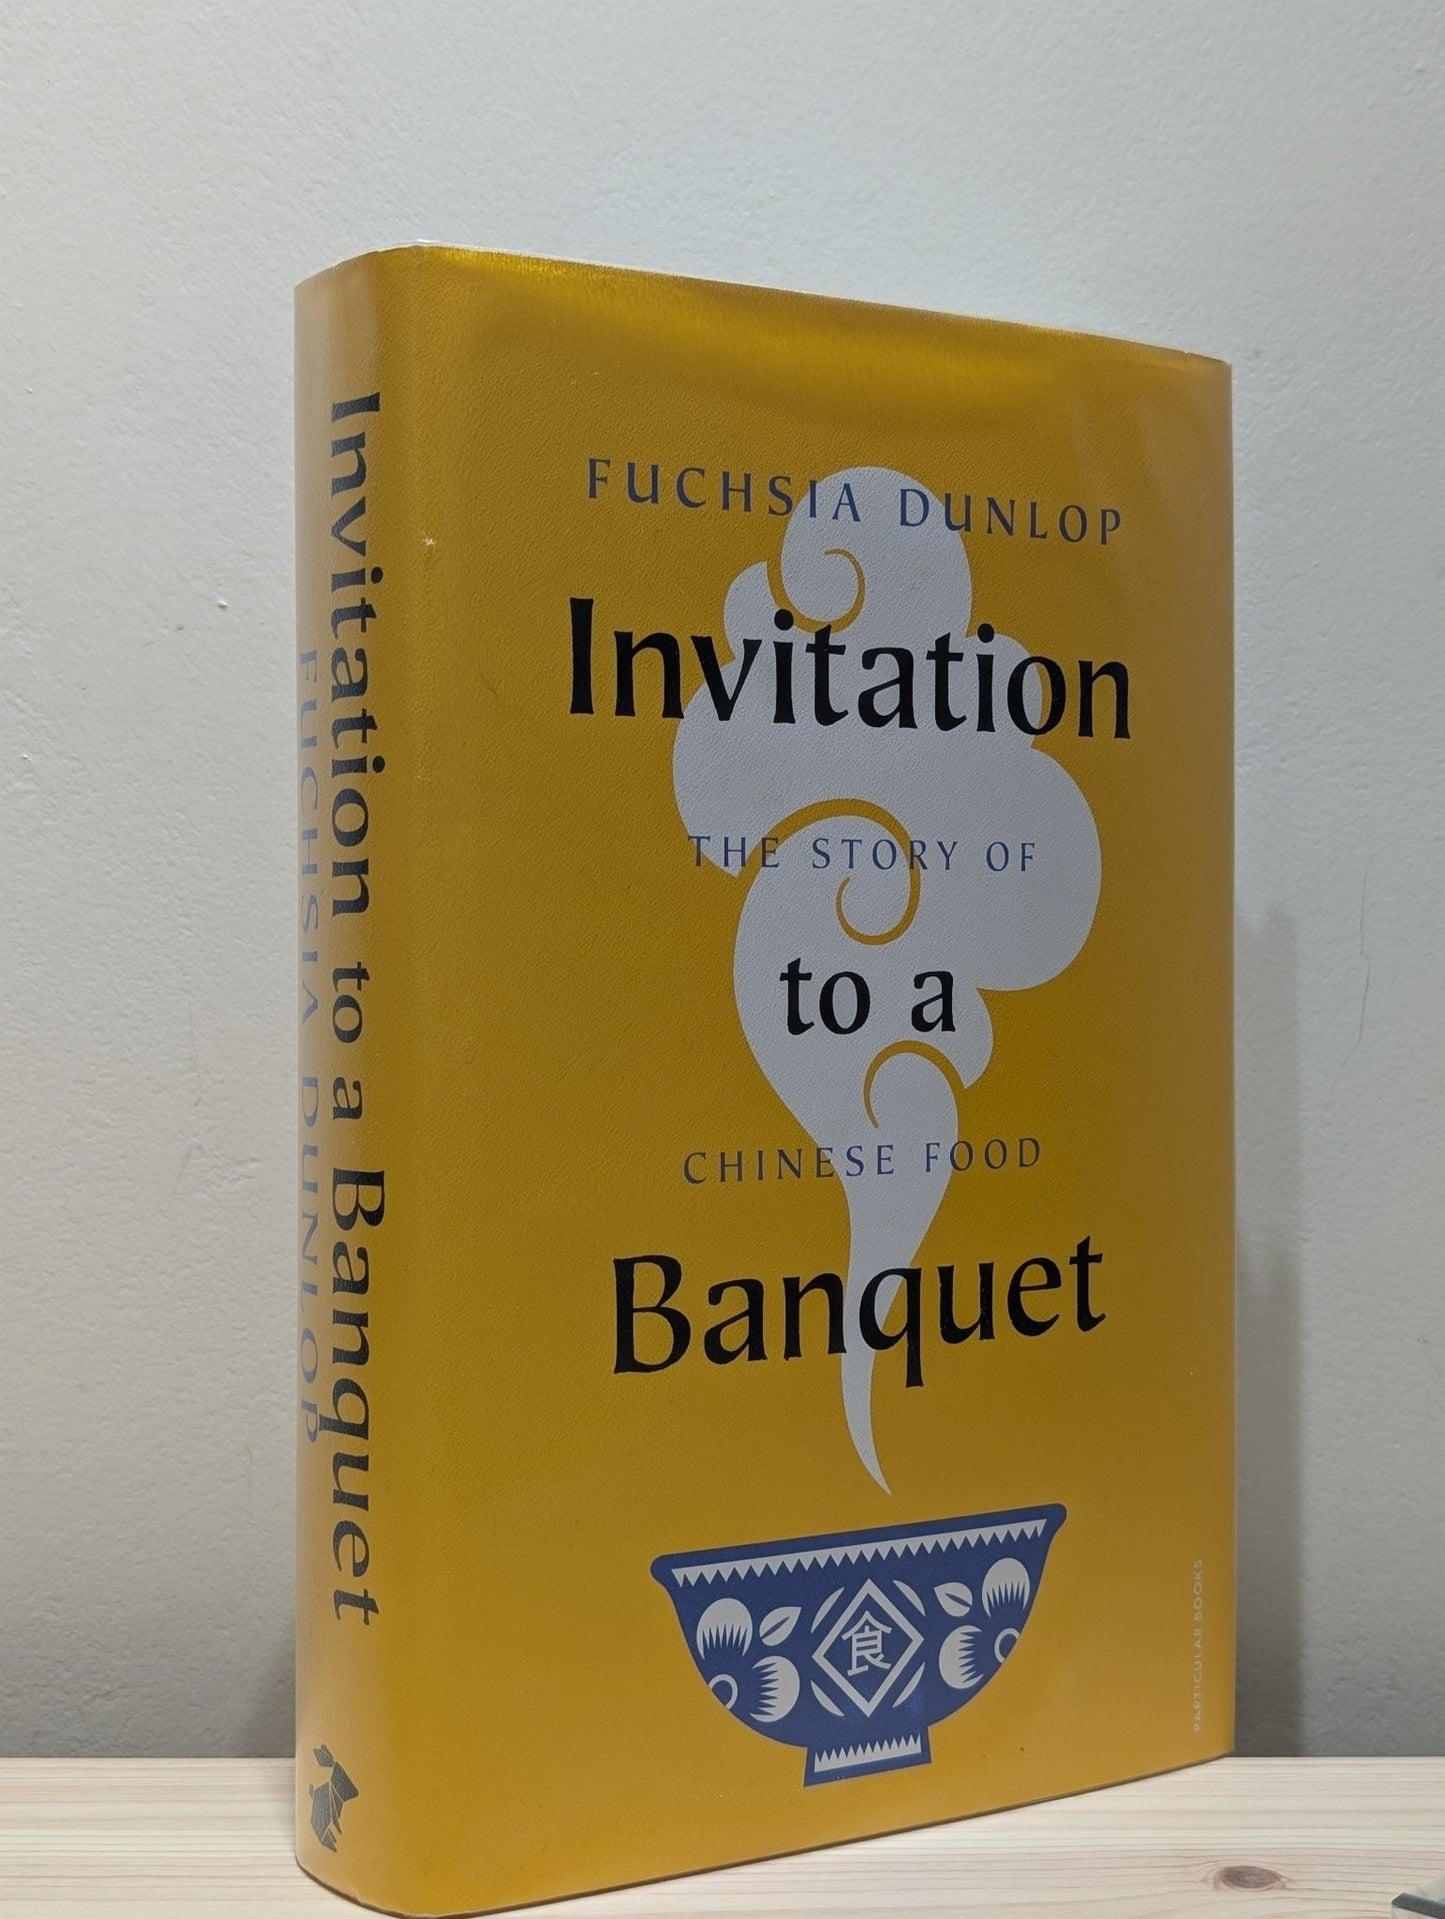 Invitation to a Banquet
FUCHSIA DUNLOP
FUCHSIA DUNLOP
Invitation
THE STORY OF
to a
CHINESE FOOD
Banquet
食
PARTICULAR BOOKS